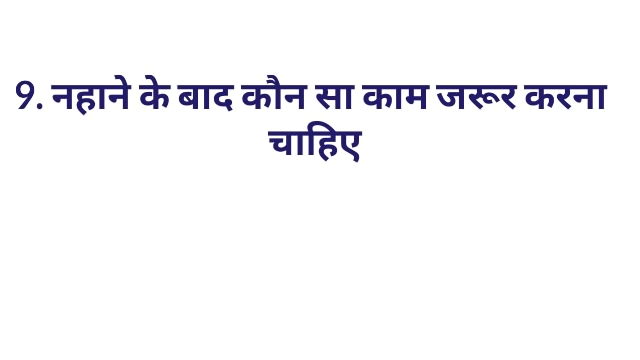 9. नहाने के बाद कौन सा काम जरूर करना
चाहिए